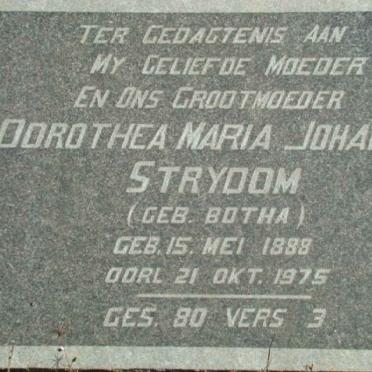 TER GEDAGTENIS AAN
MY GELIEFDE MOEDER
EN ONS GROOTMOEDER
DOROTHEA MARIA JOHA
STRYDOM
(GEB. BOTHA)
GEB. 15. MEI 1888
OORL 21 OKT. 1975
GES. 80 VERS 3